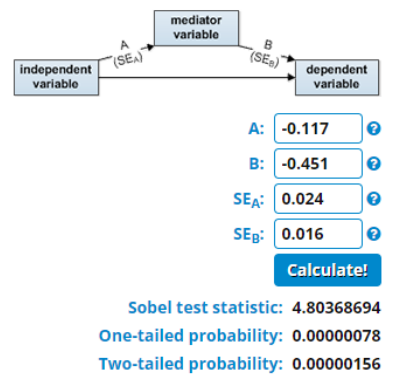 mediator
variable
A
(SEA)
B
(SEB)
independent
variable
dependent
variable
A: -0.117 ?
B: -0.451 ?
SEA: 0.024 ?
SEB: 0.016 ?
Calculate!
Sobel test statistic: 4.80368694
One-tailed probability: 0.00000078
Two-tailed probability: 0.00000156